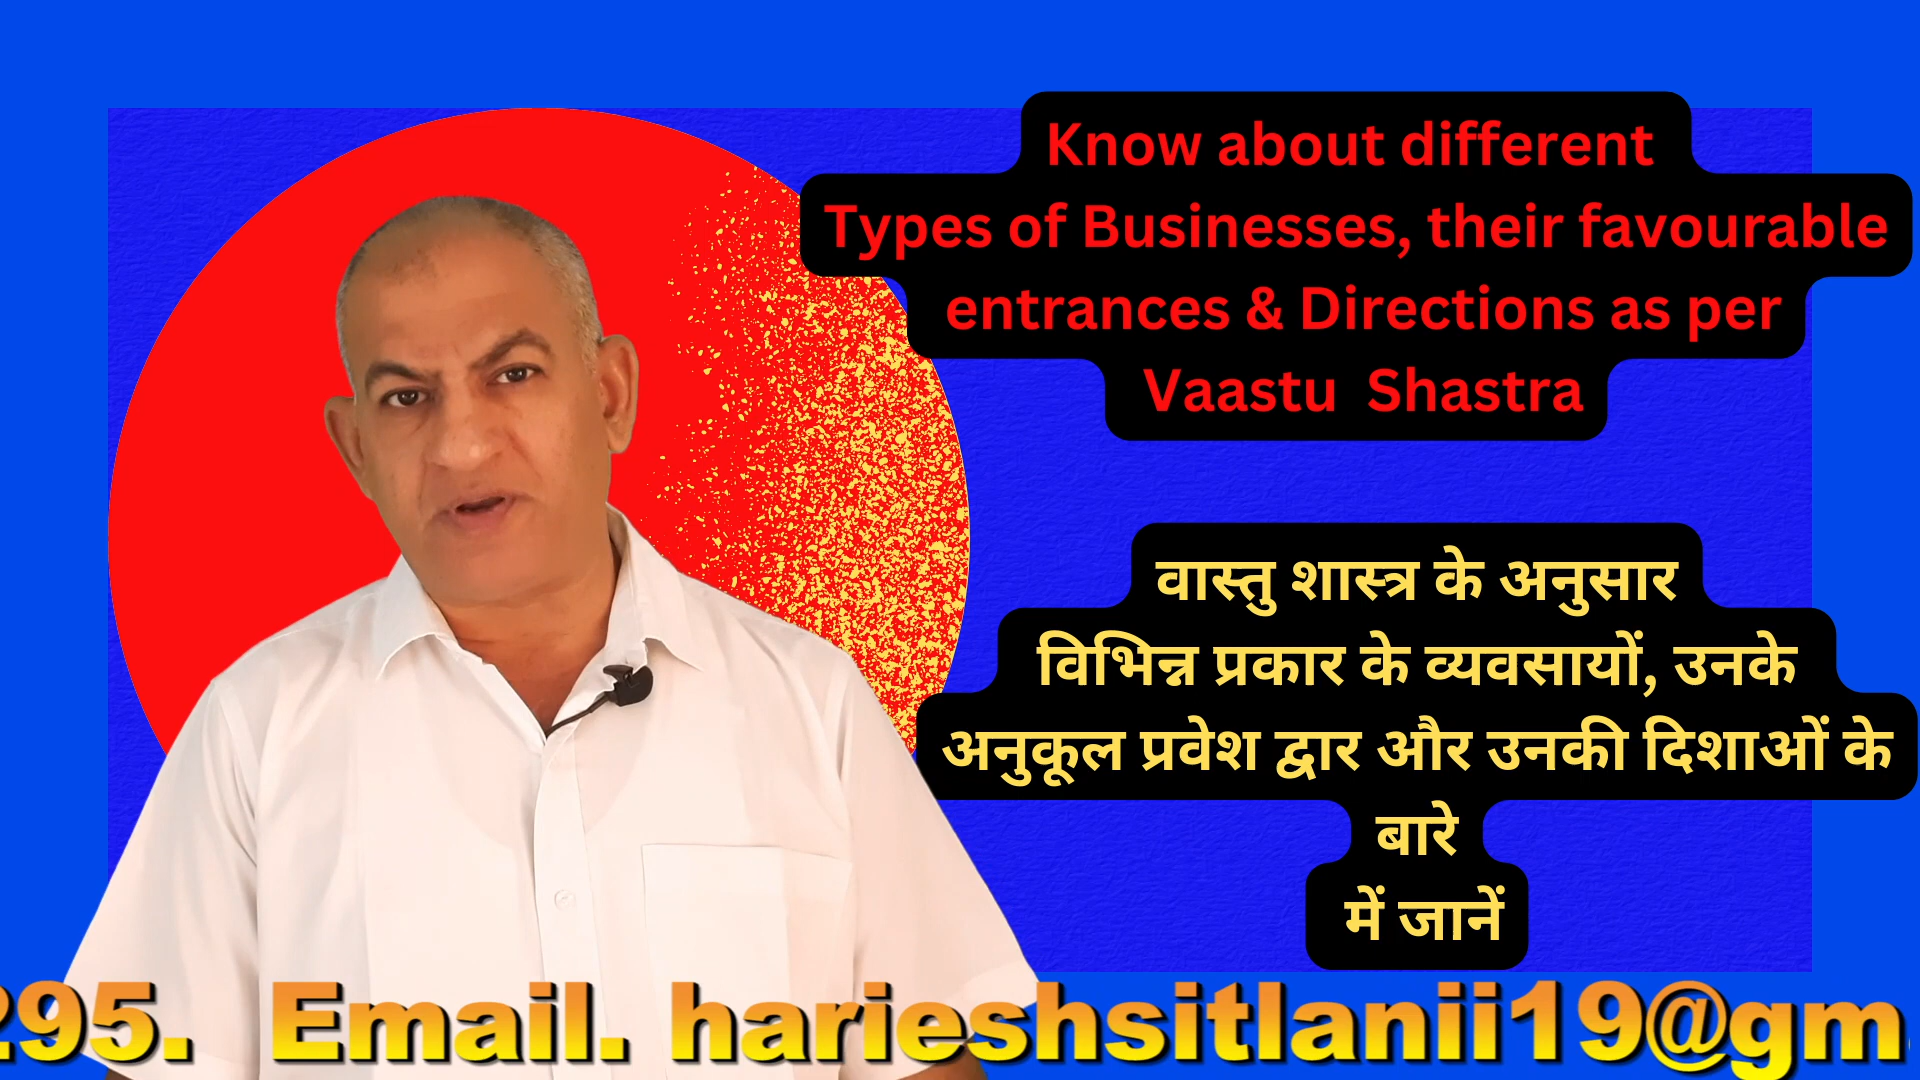 Know about different
Types of Businesses, their favourable
entrances & Directions as per
Vaastu Shastra
वास्तु शास्त्र के अनुसार
विभिन्न प्रकार के व्यवसायों, उनके
अनुकूल प्रवेश द्वार और उनकी दिशाओं के
बारे
में जानें
295. Email. harieshsitlanii19@gm